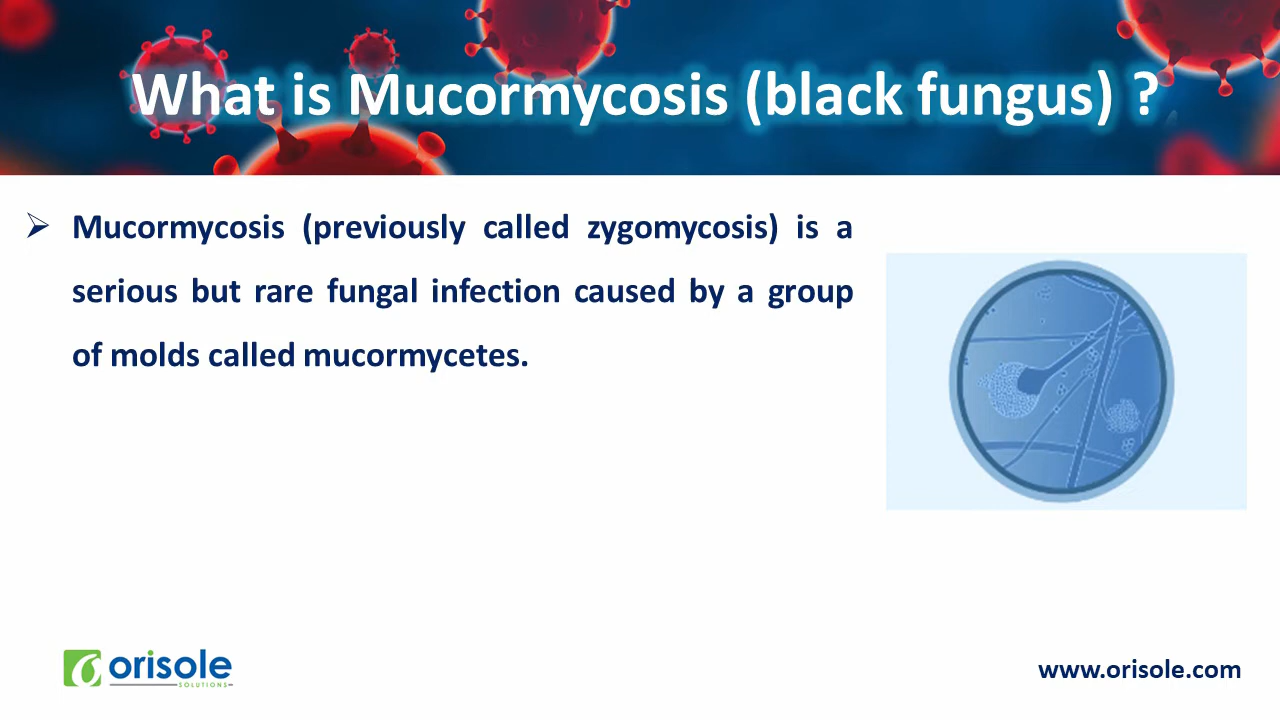 What is Mucormycosis (black fungus) ?
Mucormycosis (previously called zygomycosis) is a
serious but rare fungal infection caused by a group
of molds called mucormycetes.
orisole
SOLUTIONS
www.orisole.com